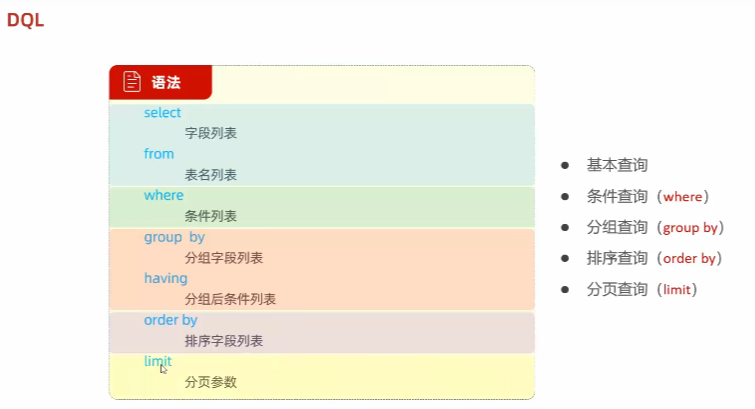 DQL
语法
select
字段列表
from
表名列表
where
条件列表
group by
分组字段列表
having
分组后条件列表
order by
排序字段列表
limit
分页参数
● 基本查询
● 条件查询（where）
● 分组查询（group by）
● 排序查询（order by）
● 分页查询（limit）